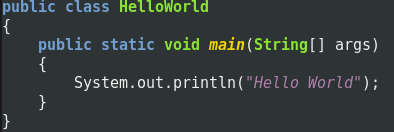 public class HelloWorld
{
    public static void main(String[] args)
    {
        System.out.println("Hello World");
    }
}